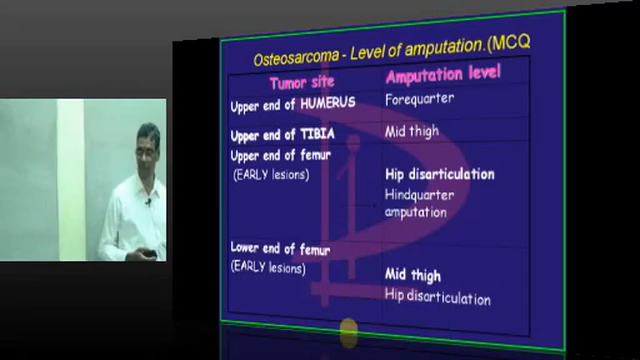 Osteosarcoma - Level of amputation.(MCQ
Tumor site
Amputation level
Upper end of HUMERUS
Forequarter
Upper end of TIBIA
Mid thigh
Upper end of femur
(EARLY lesions)
Hip disarticulation
Hindquarter
amputation
Lower end of femur
(EARLY lesions)
Mid thigh
Hip disarticulation